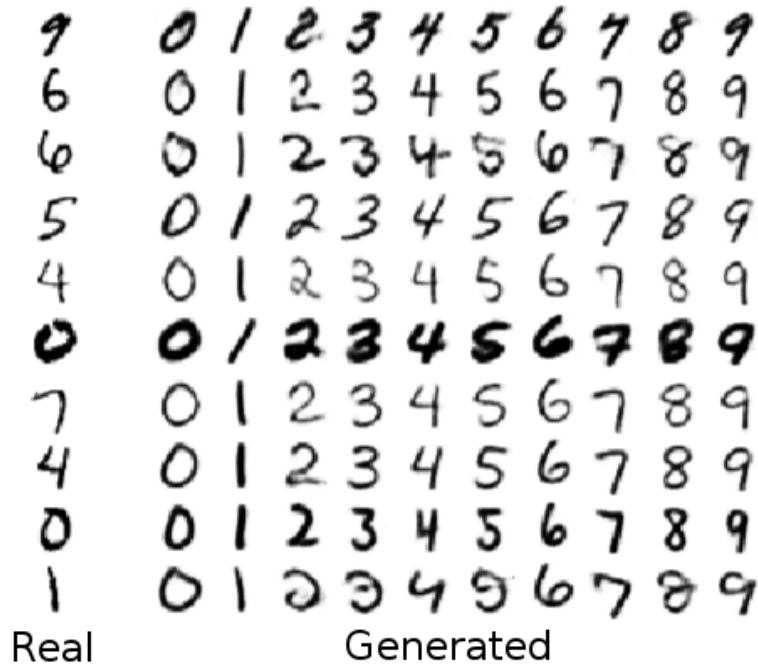 9 0 1 2 3 4 5 6 7 8 9
6 0 1 2 3 4 5 6 7 8 9
6 0 1 2 3 4 5 6 7 8 9
5 0 1 2 3 4 5 6 7 8 9
4 0 1 2 3 4 5 6 7 8 9
0 0 1 2 3 4 5 6 7 8 9
7 0 1 2 3 4 5 6 7 8 9
4 0 1 2 3 4 5 6 7 8 9
0 0 1 2 3 4 5 6 7 8 9
1 0 1 2 3 4 5 6 7 8 9
Real Generated